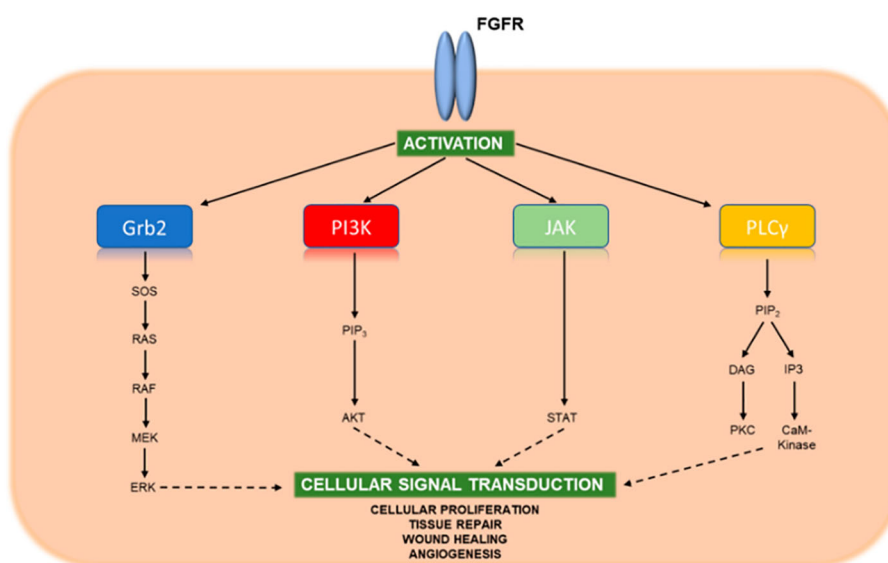 FGFR
ACTIVATION
Grb2
PI3K
JAK
PLCγ
SOS
RAS
RAF
MEK
ERK
PIP₃
AKT
STAT
PIP₂
DAG
IP3
PKC
CaM-
Kinase
CELLULAR SIGNAL TRANSDUCTION
CELLULAR PROLIFERATION
TISSUE REPAIR
WOUND HEALING
ANGIOGENESIS